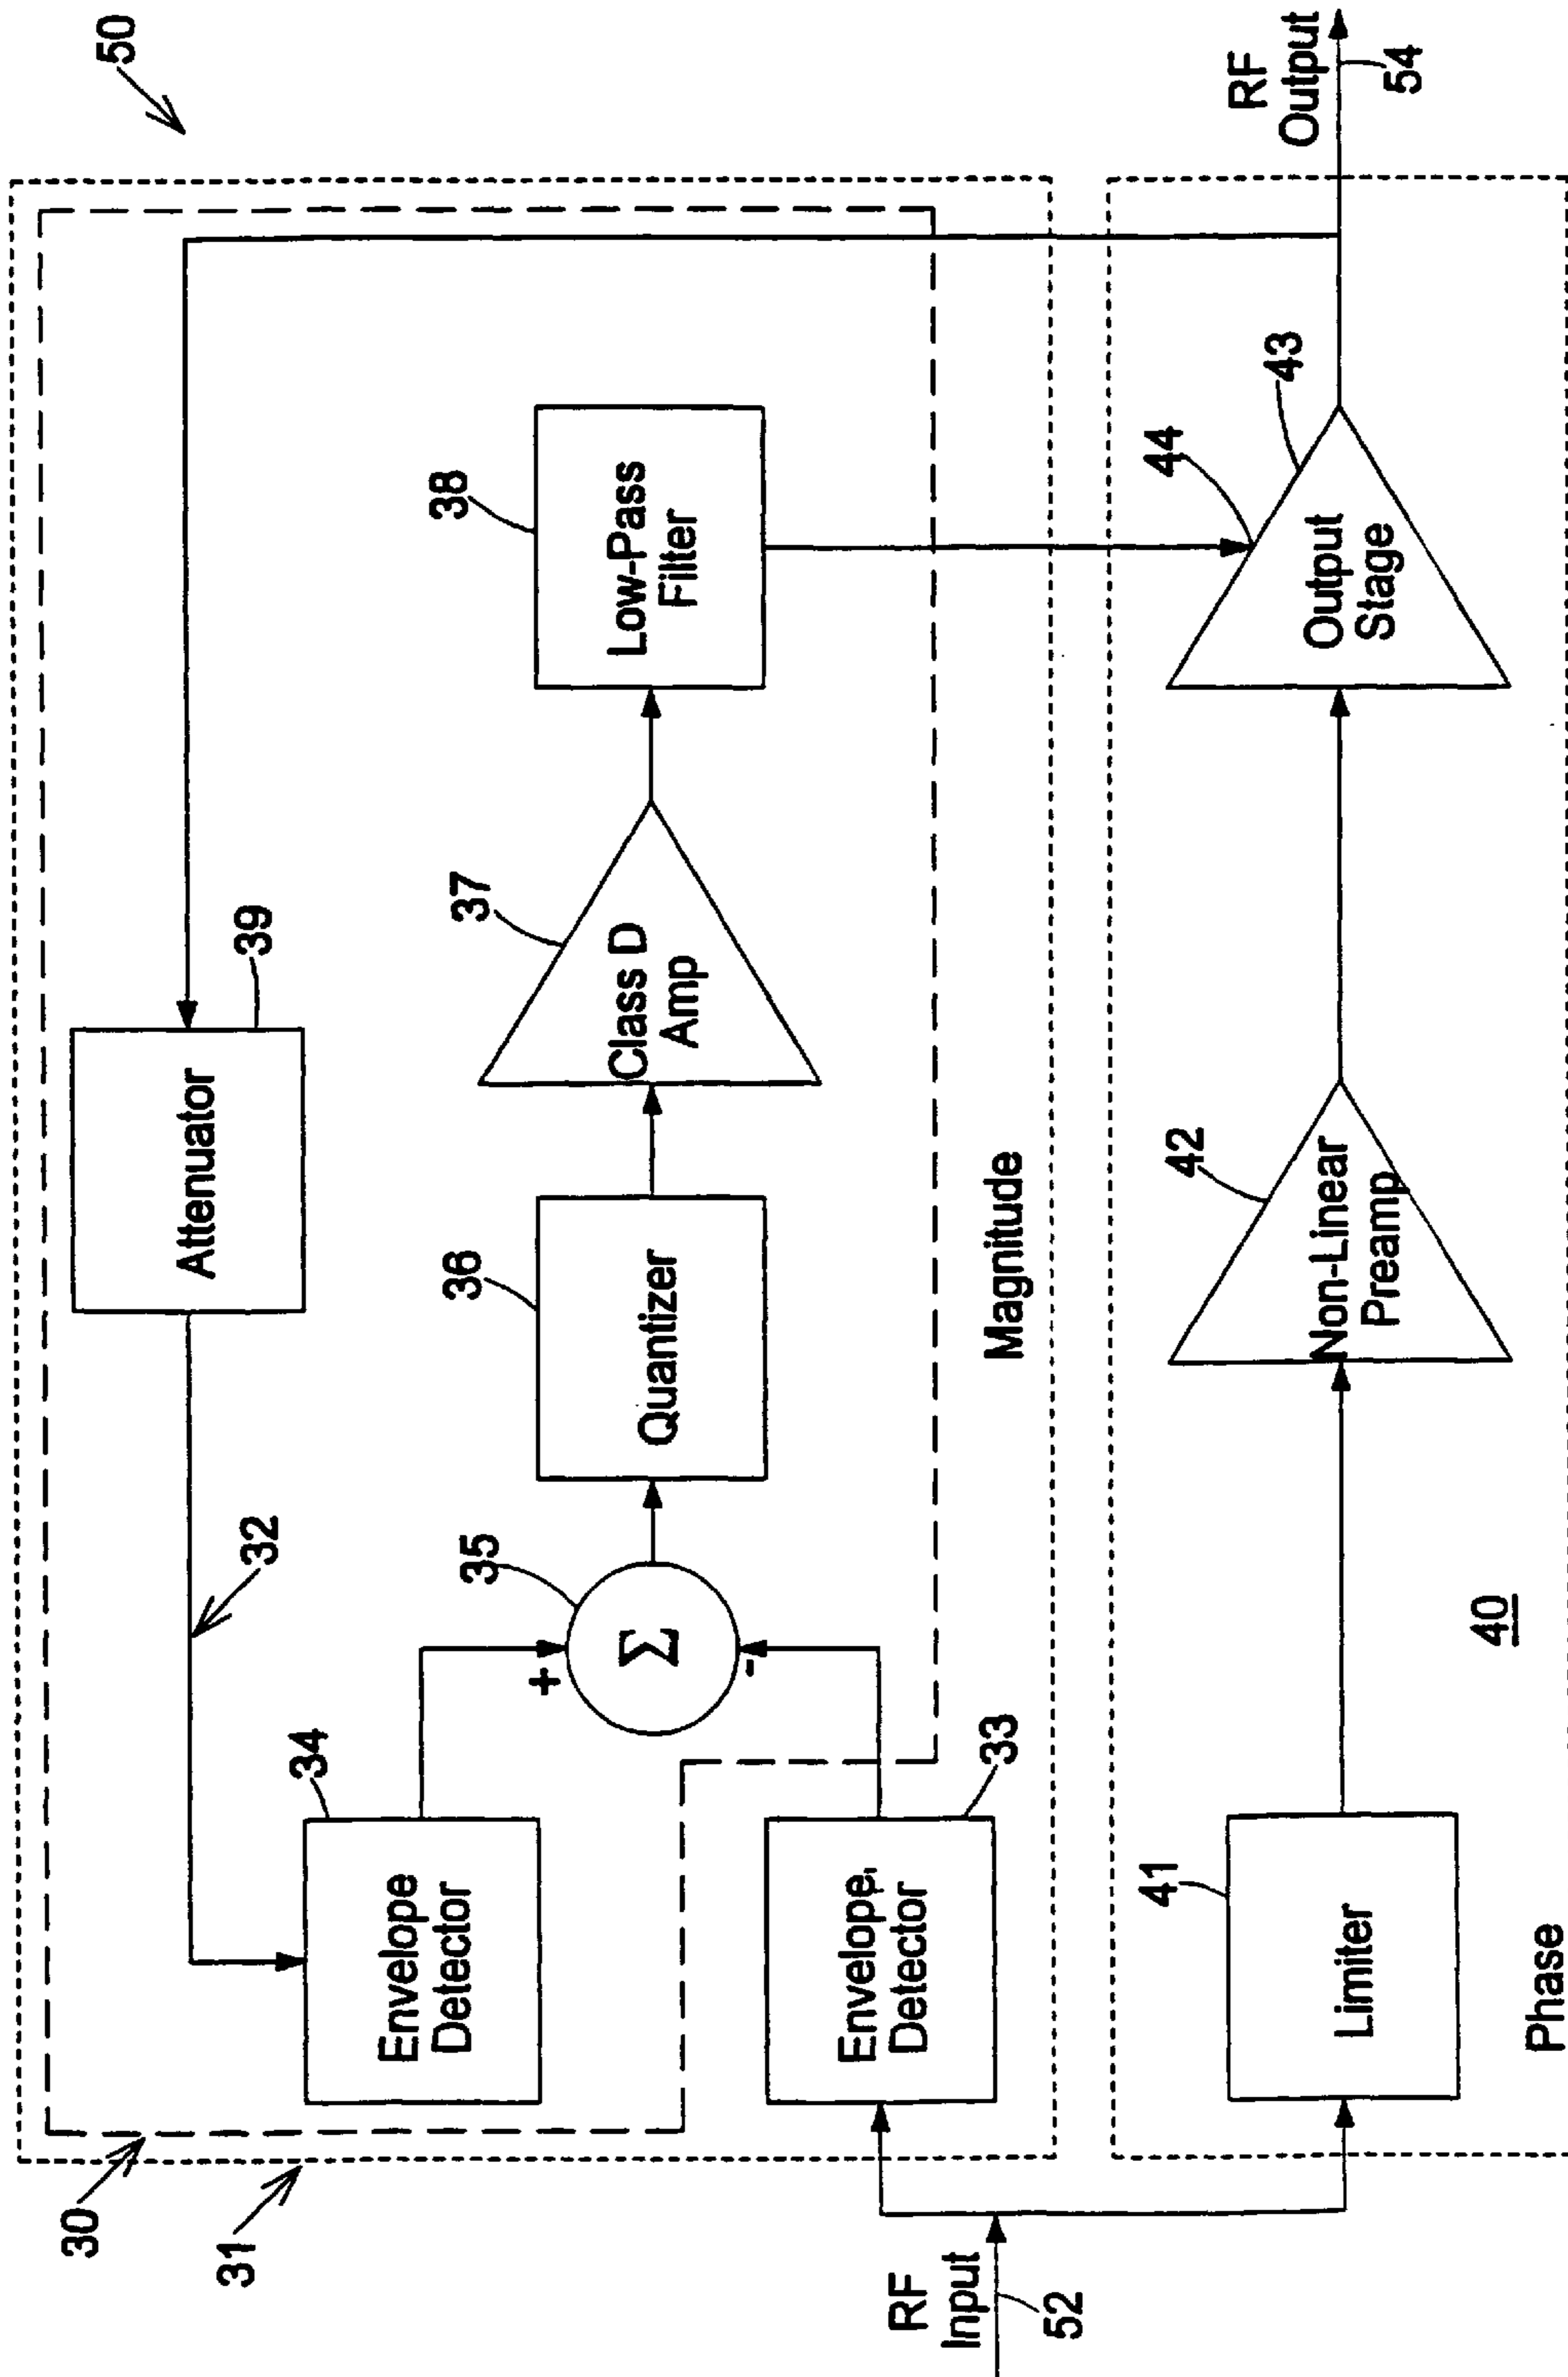 50
30
31
39
Attenuator
32
34
Envelope
Detector
+
35
Σ
-
36
Quantizer
37
Class D
Amp
38
Low-Pass
Filter
33
Envelope
Detector
Magnitude
RF
Input
52
41
Limiter
42
Non-Linear
Preamp
44
43
Output
Stage
RF
Output
54
40
Phase